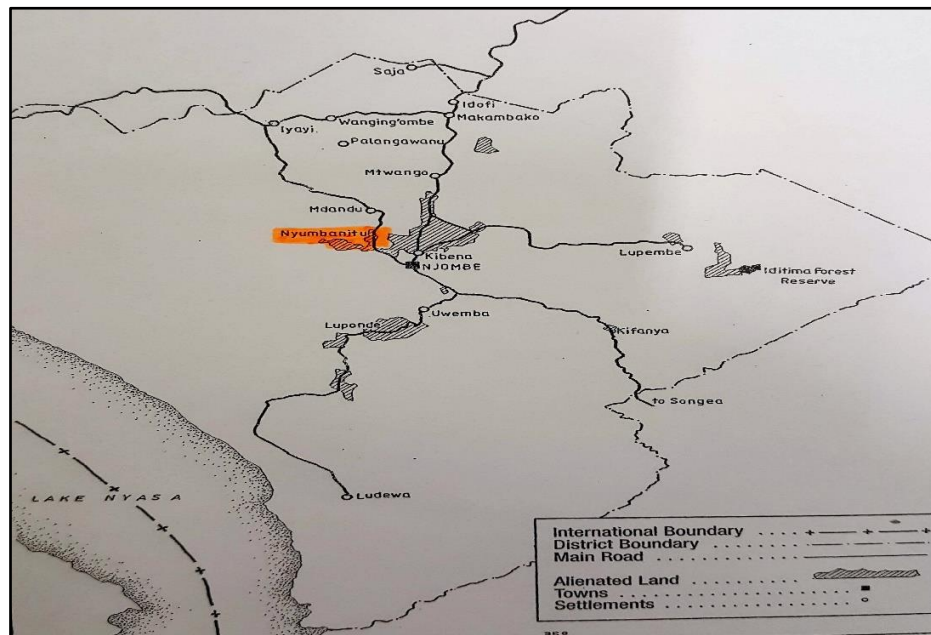 Saja
Idofi
Makambako
Wanging'ombe
Iyayi.
Palangawanu
Mtwango
Mdandu
Nyumbanitu
Kibena
NJOMBE
Lupembe
Iditima Forest
Reserve
Uwemba
Luponde
Kifanya
to Songea
LAKE NYASA
Ludewa
International Boundary
District Boundary
Main Road
Alienated Land
Towns
Settlements